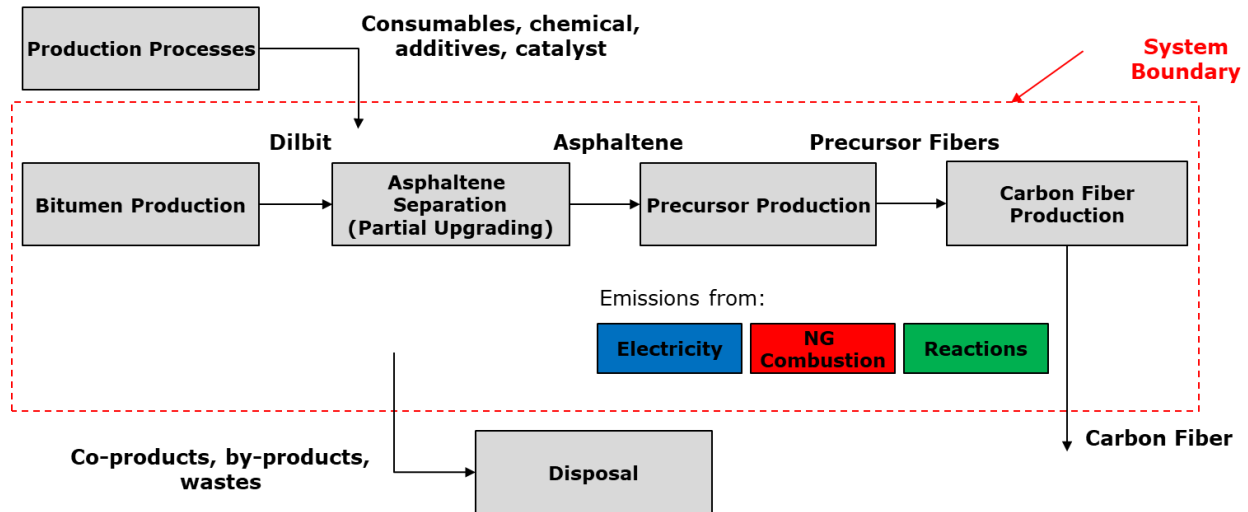 Consumables, chemical,
additives, catalyst
Production Processes
System
Boundary
Dilbit
Asphaltene
Precursor Fibers
Bitumen Production
Asphaltene
Separation
(Partial Upgrading)
Precursor Production
Carbon Fiber
Production
Emissions from:
Electricity
NG
Combustion
Reactions
Carbon Fiber
Co-products, by-products,
wastes
Disposal